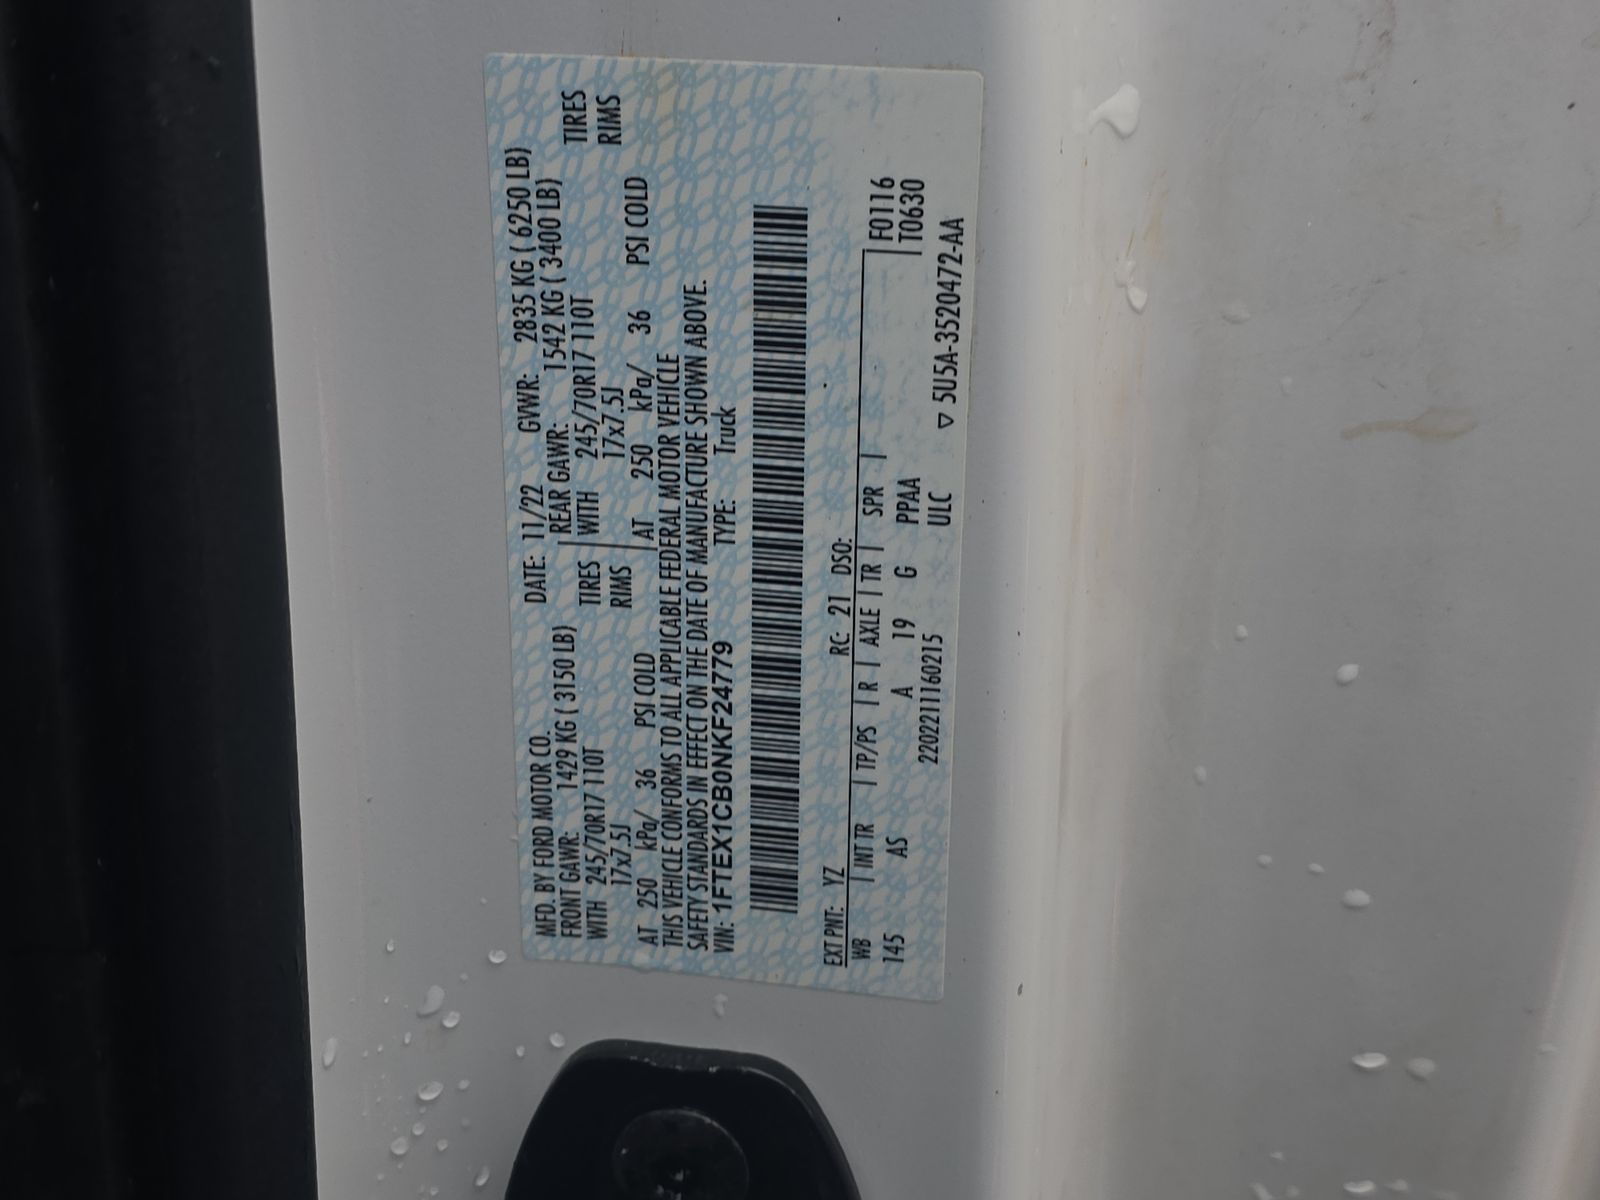 MFD. BY FORD MOTOR CO. DATE: 11/22 GVWR: 2835 KG ( 6250 LB)
FRONT GAWR: 1429 KG ( 3150 LB) REAR GAWR: 1542 KG ( 3400 LB)
WITH 245/70R17 110T TIRES WITH 245/70R17 110T TIRES
17x7.5J RIMS 17x7.5J RIMS
AT 250 kPa/ 36 PSI COLD AT 250 kPa/ 36 PSI COLD
THIS VEHICLE CONFORMS TO ALL APPLICABLE FEDERAL MOTOR VEHICLE
SAFETY STANDARDS IN EFFECT ON THE DATE OF MANUFACTURE SHOWN ABOVE.
VIN: 1FTEX1CB0NKF24779 TYPE: Truck
EXT PNT: YZ RC: 21 DSO:
WB | INT TR | TP/PS | R | AXLE | TR | SPR | F0116
145 AS A 19 G PPAA T0630
220221160215 ULC ▽ 5U5A-3520472-AA